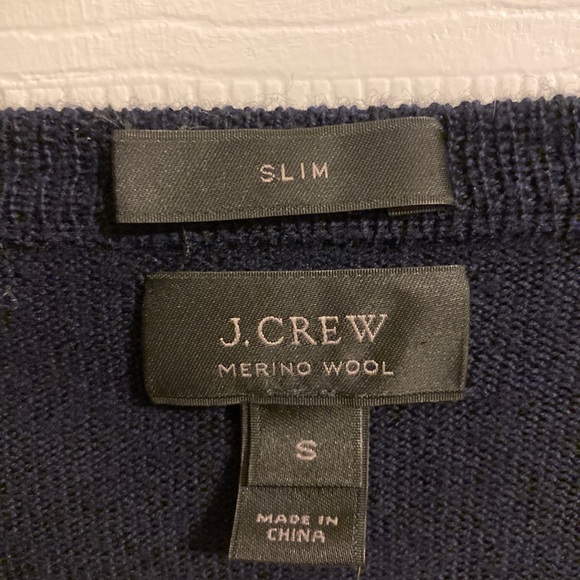 SLIM
J.CREW
MERINO WOOL
S
MADE IN
CHINA